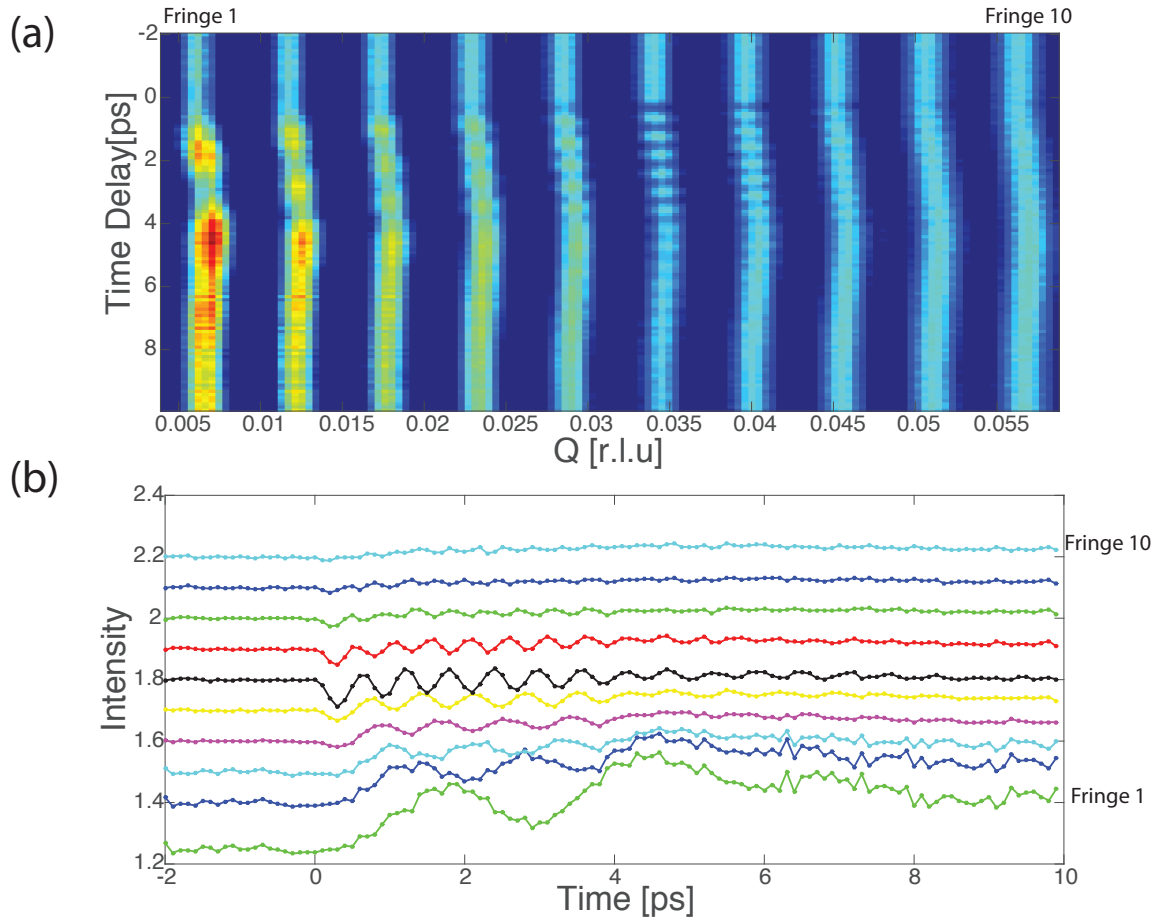 (a)
Fringe 1
Fringe 10
Time Delay[ps]
-2
0
2
4
6
8
0.005 0.01 0.015 0.02 0.025 0.03 0.035 0.04 0.045 0.05 0.055
Q [r.l.u]
(b)
Intensity
2.4
2.2
2
1.8
1.6
1.4
1.2
Fringe 10
Fringe 1
-2 0 2 4 6 8 10
Time [ps]